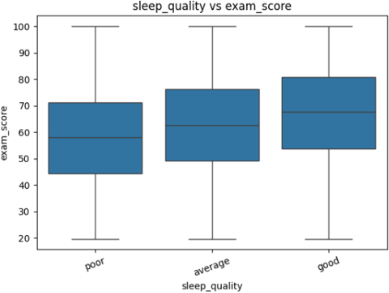 sleep_quality vs exam_score
exam_score
100
90
80
70
60
50
40
30
20
poor
average
good
sleep_quality